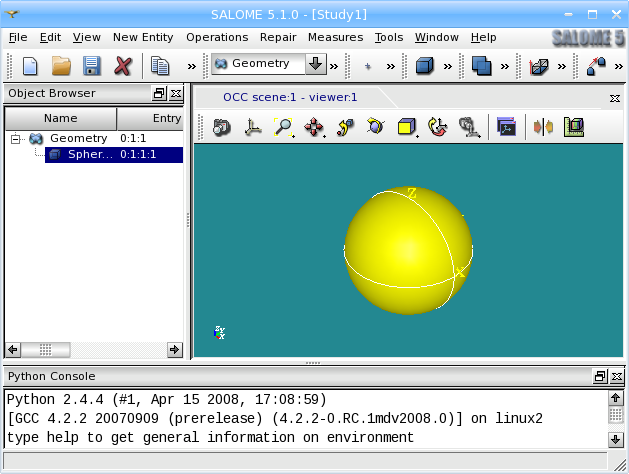 SALOME 5.1.0 - [Study1]
File Edit View New Entity Operations Repair Measures Tools Window Help
SALOME 5
» Geometry » » » » »
Object Browser
OCC scene:1 - viewer:1
Name Entry
Geometry 0:1:1
Spher... 0:1:1:1
Z
X
Python Console
Python 2.4.4 (#1, Apr 15 2008, 17:08:59)
[GCC 4.2.2 20070909 (prerelease) (4.2.2-0.RC.1mdv2008.0)] on linux2
type help to get general information on environment